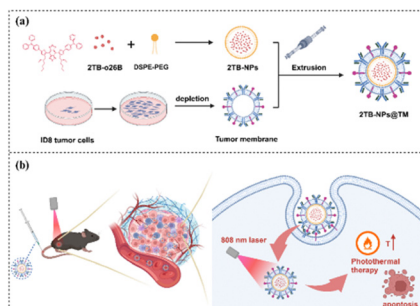 (a)
2TB-o26B
+
DSPE-PEG
2TB-NPs
Extrusion
2TB-NPs@TM
ID8 tumor cells
depletion
Tumor membrane
(b)
808 nm laser
T↑
Photothermal
therapy
apoptosis